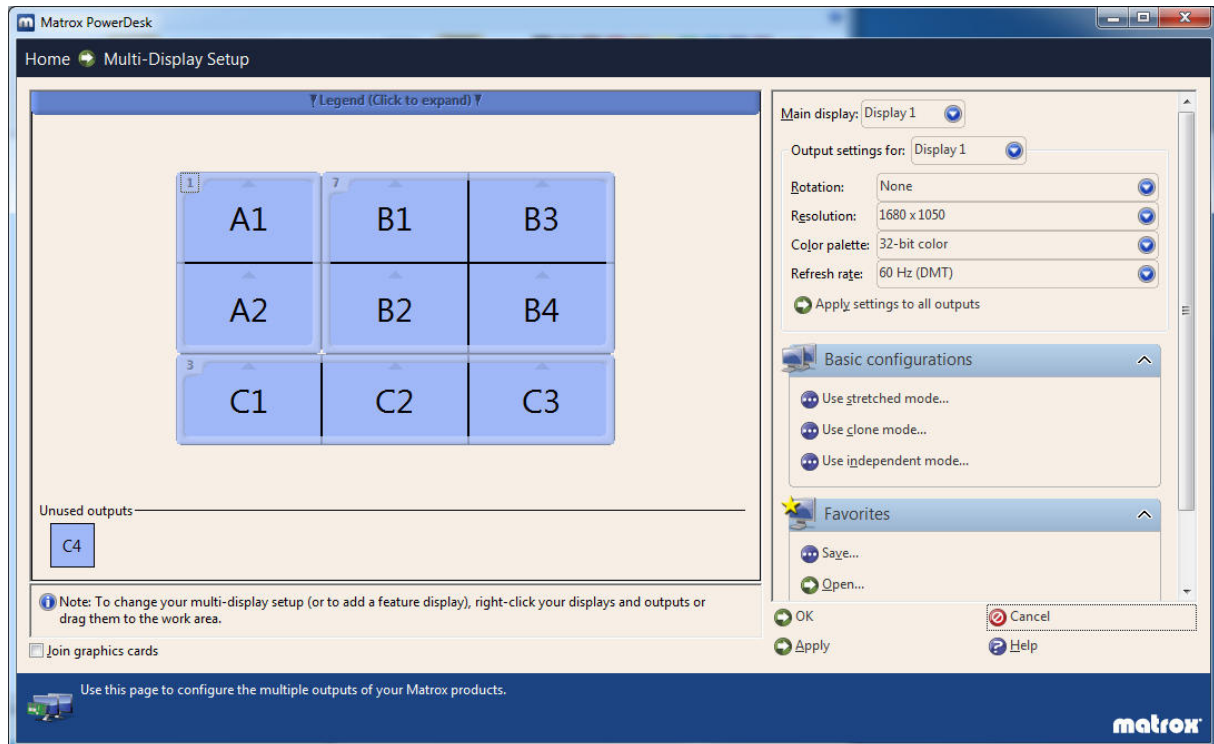 Matrox PowerDesk
Home Multi-Display Setup
Legend (Click to expand)
1
7
A1 B1 B3
A2 B2 B4
3
C1 C2 C3
Unused outputs
C4
Note: To change your multi-display setup (or to add a feature display), right-click your displays and outputs or
drag them to the work area.
Join graphics cards
Main display: Display 1
Output settings for: Display 1
Rotation: None
Resolution: 1680 x 1050
Color palette: 32-bit color
Refresh rate: 60 Hz (DMT)
Apply settings to all outputs
Basic configurations
Use stretched mode...
Use clone mode...
Use independent mode...
Favorites
Save...
Open...
OK Cancel
Apply Help
Use this page to configure the multiple outputs of your Matrox products.
matrox